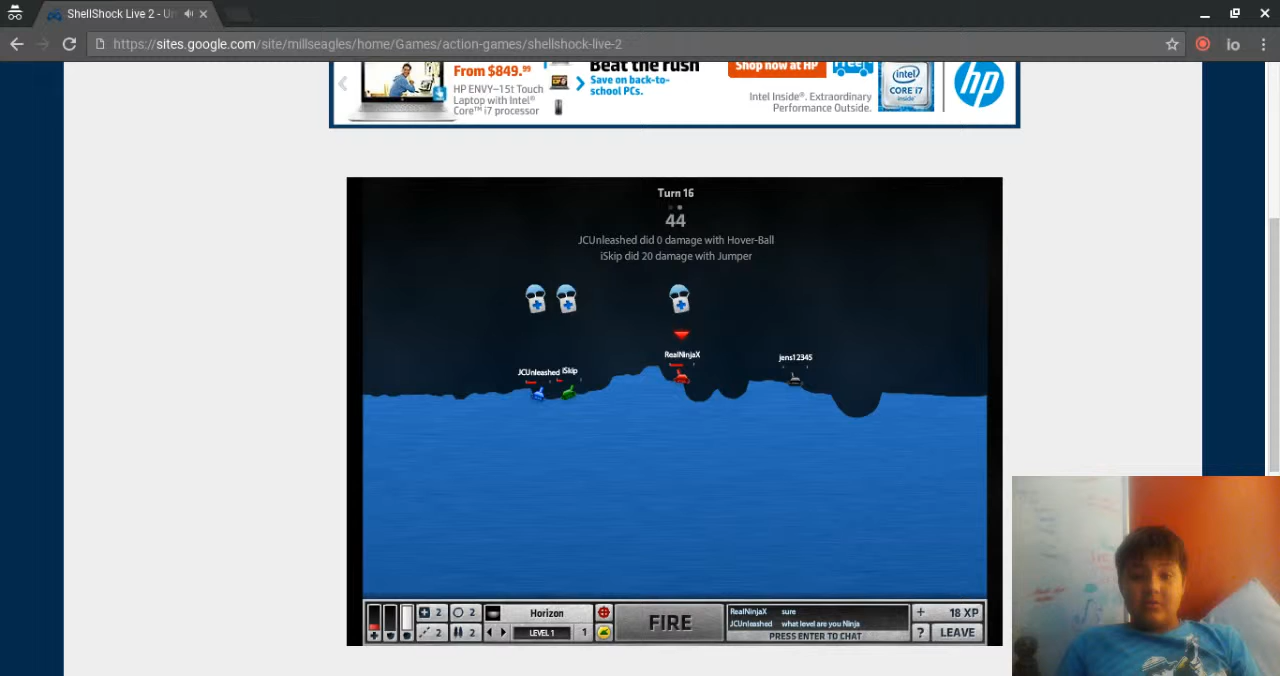 ShellShock Live 2 - Un
https://sites.google.com/site/millseagles/home/Games/action-games/shellshock-live-2
io
From $849.99
HP ENVY–15t Touch
Laptop with Intel®
Core™ i7 processor
Beat the rush
Save on back-to-
school PCs.
Shop now at HP
FREE
Intel Inside®. Extraordinary
Performance Outside.
intel
CORE i7
inside
hp
Turn 16
44
JCUnleashed did 0 damage with Hover-Ball
iSkip did 20 damage with Jumper
RealNinjaX
jens12345
JCUnleashed
iSkip
2
2
Horizon
FIRE
RealNinjaX sure
+
18 XP
2
2
LEVEL 1
1
JCUnleashed what level are you Ninja
PRESS ENTER TO CHAT
?
LEAVE